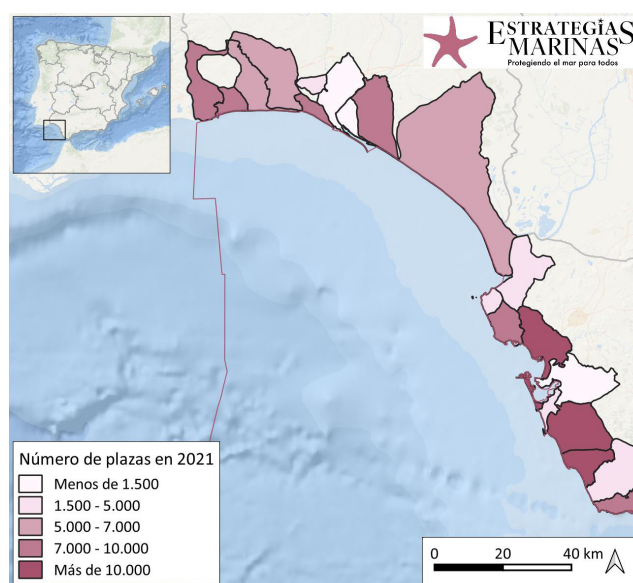 ESTRATEGIAS
MARINAS
Protegiendo el mar para todos
Número de plazas en 2021
Menos de 1.500
1.500 - 5.000
5.000 - 7.000
7.000 - 10.000
Más de 10.000
0 20 40 km